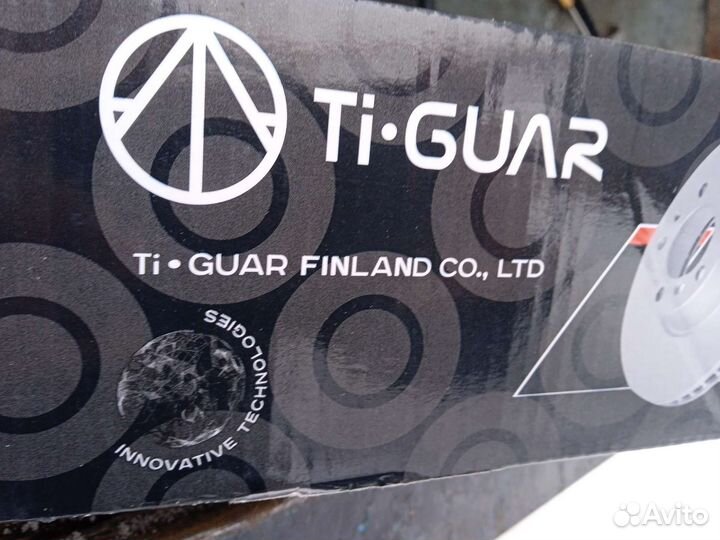 Ti•GUAR
Ti•GUAR FINLAND CO., LTD
INNOVATIVE TECHNOLOGIES
Avito